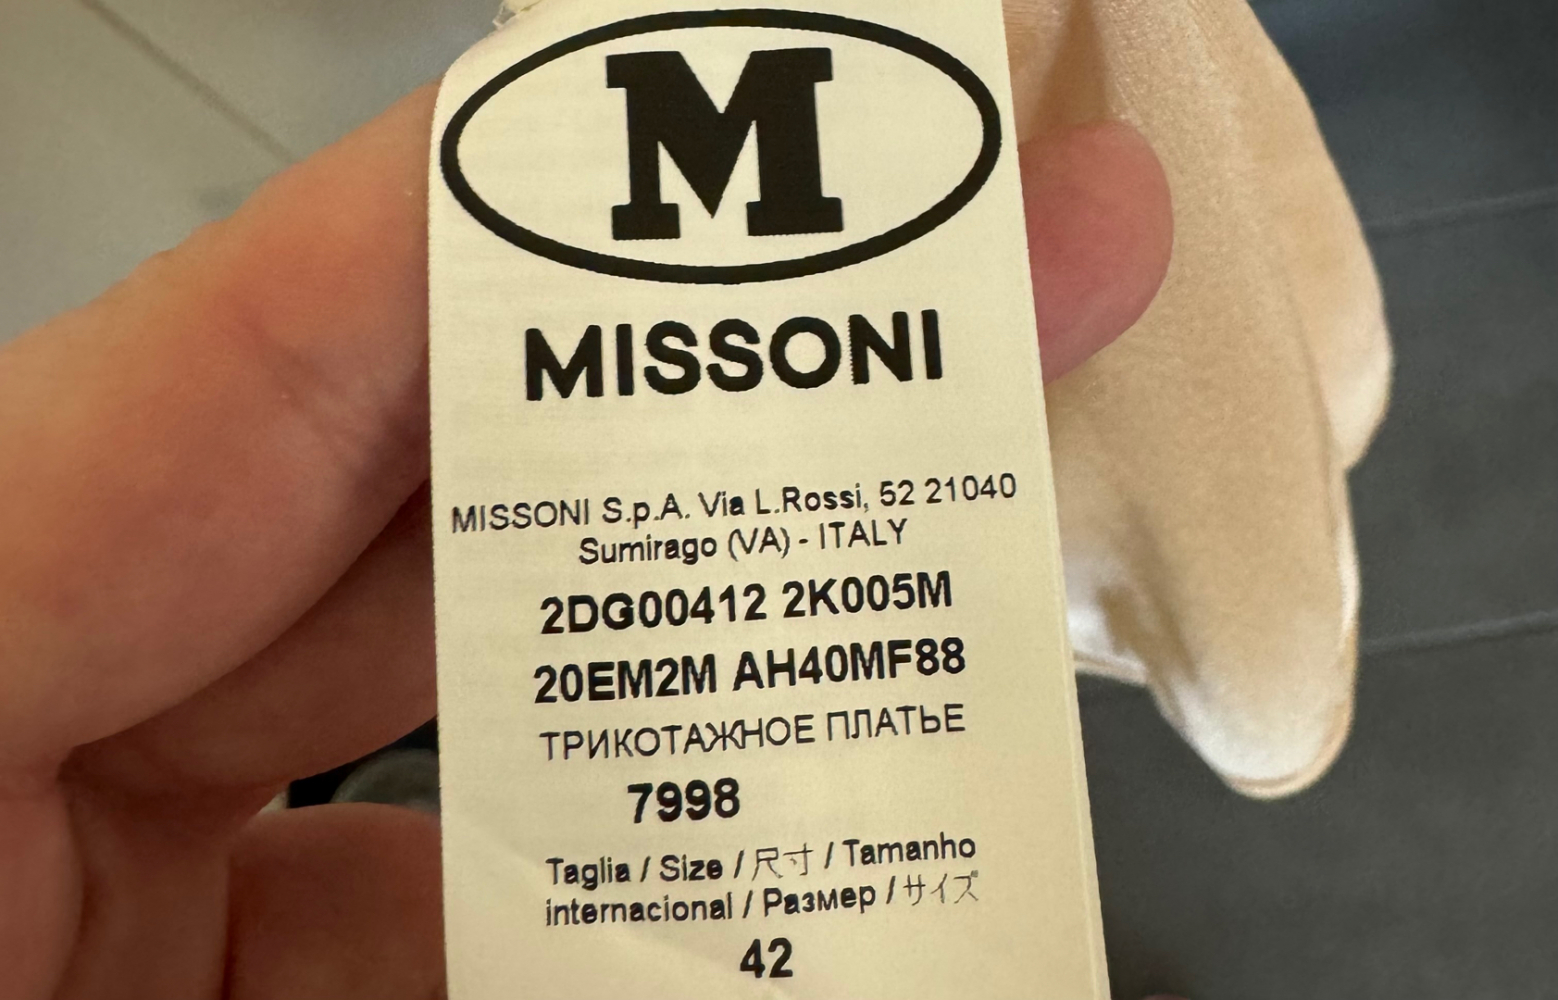 M
MISSONI
MISSONI S.p.A. Via L.Rossi, 52 21040
Sumirago (VA) - ITALY
2DG00412 2K005M
20EM2M AH40MF88
ТРИКОТАЖНОЕ ПЛАТЬЕ
7998
Taglia / Size / 尺寸 / Tamanho
internacional / Размер / サイズ
42